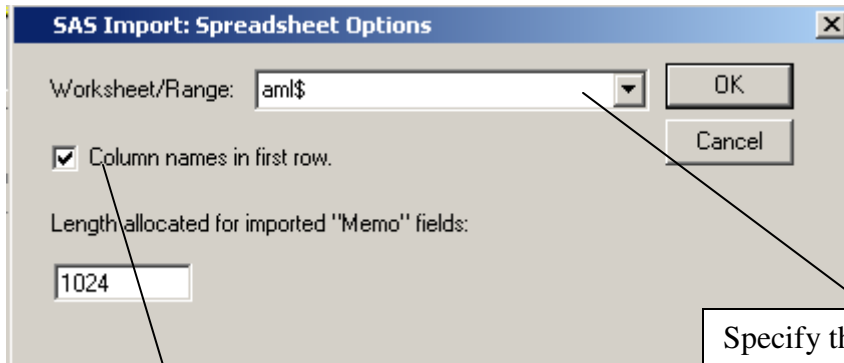 SAS Import: Spreadsheet Options
Worksheet/Range: aml$ OK
Cancel
Column names in first row.
Length allocated for imported "Memo" fields:
1024
Specify